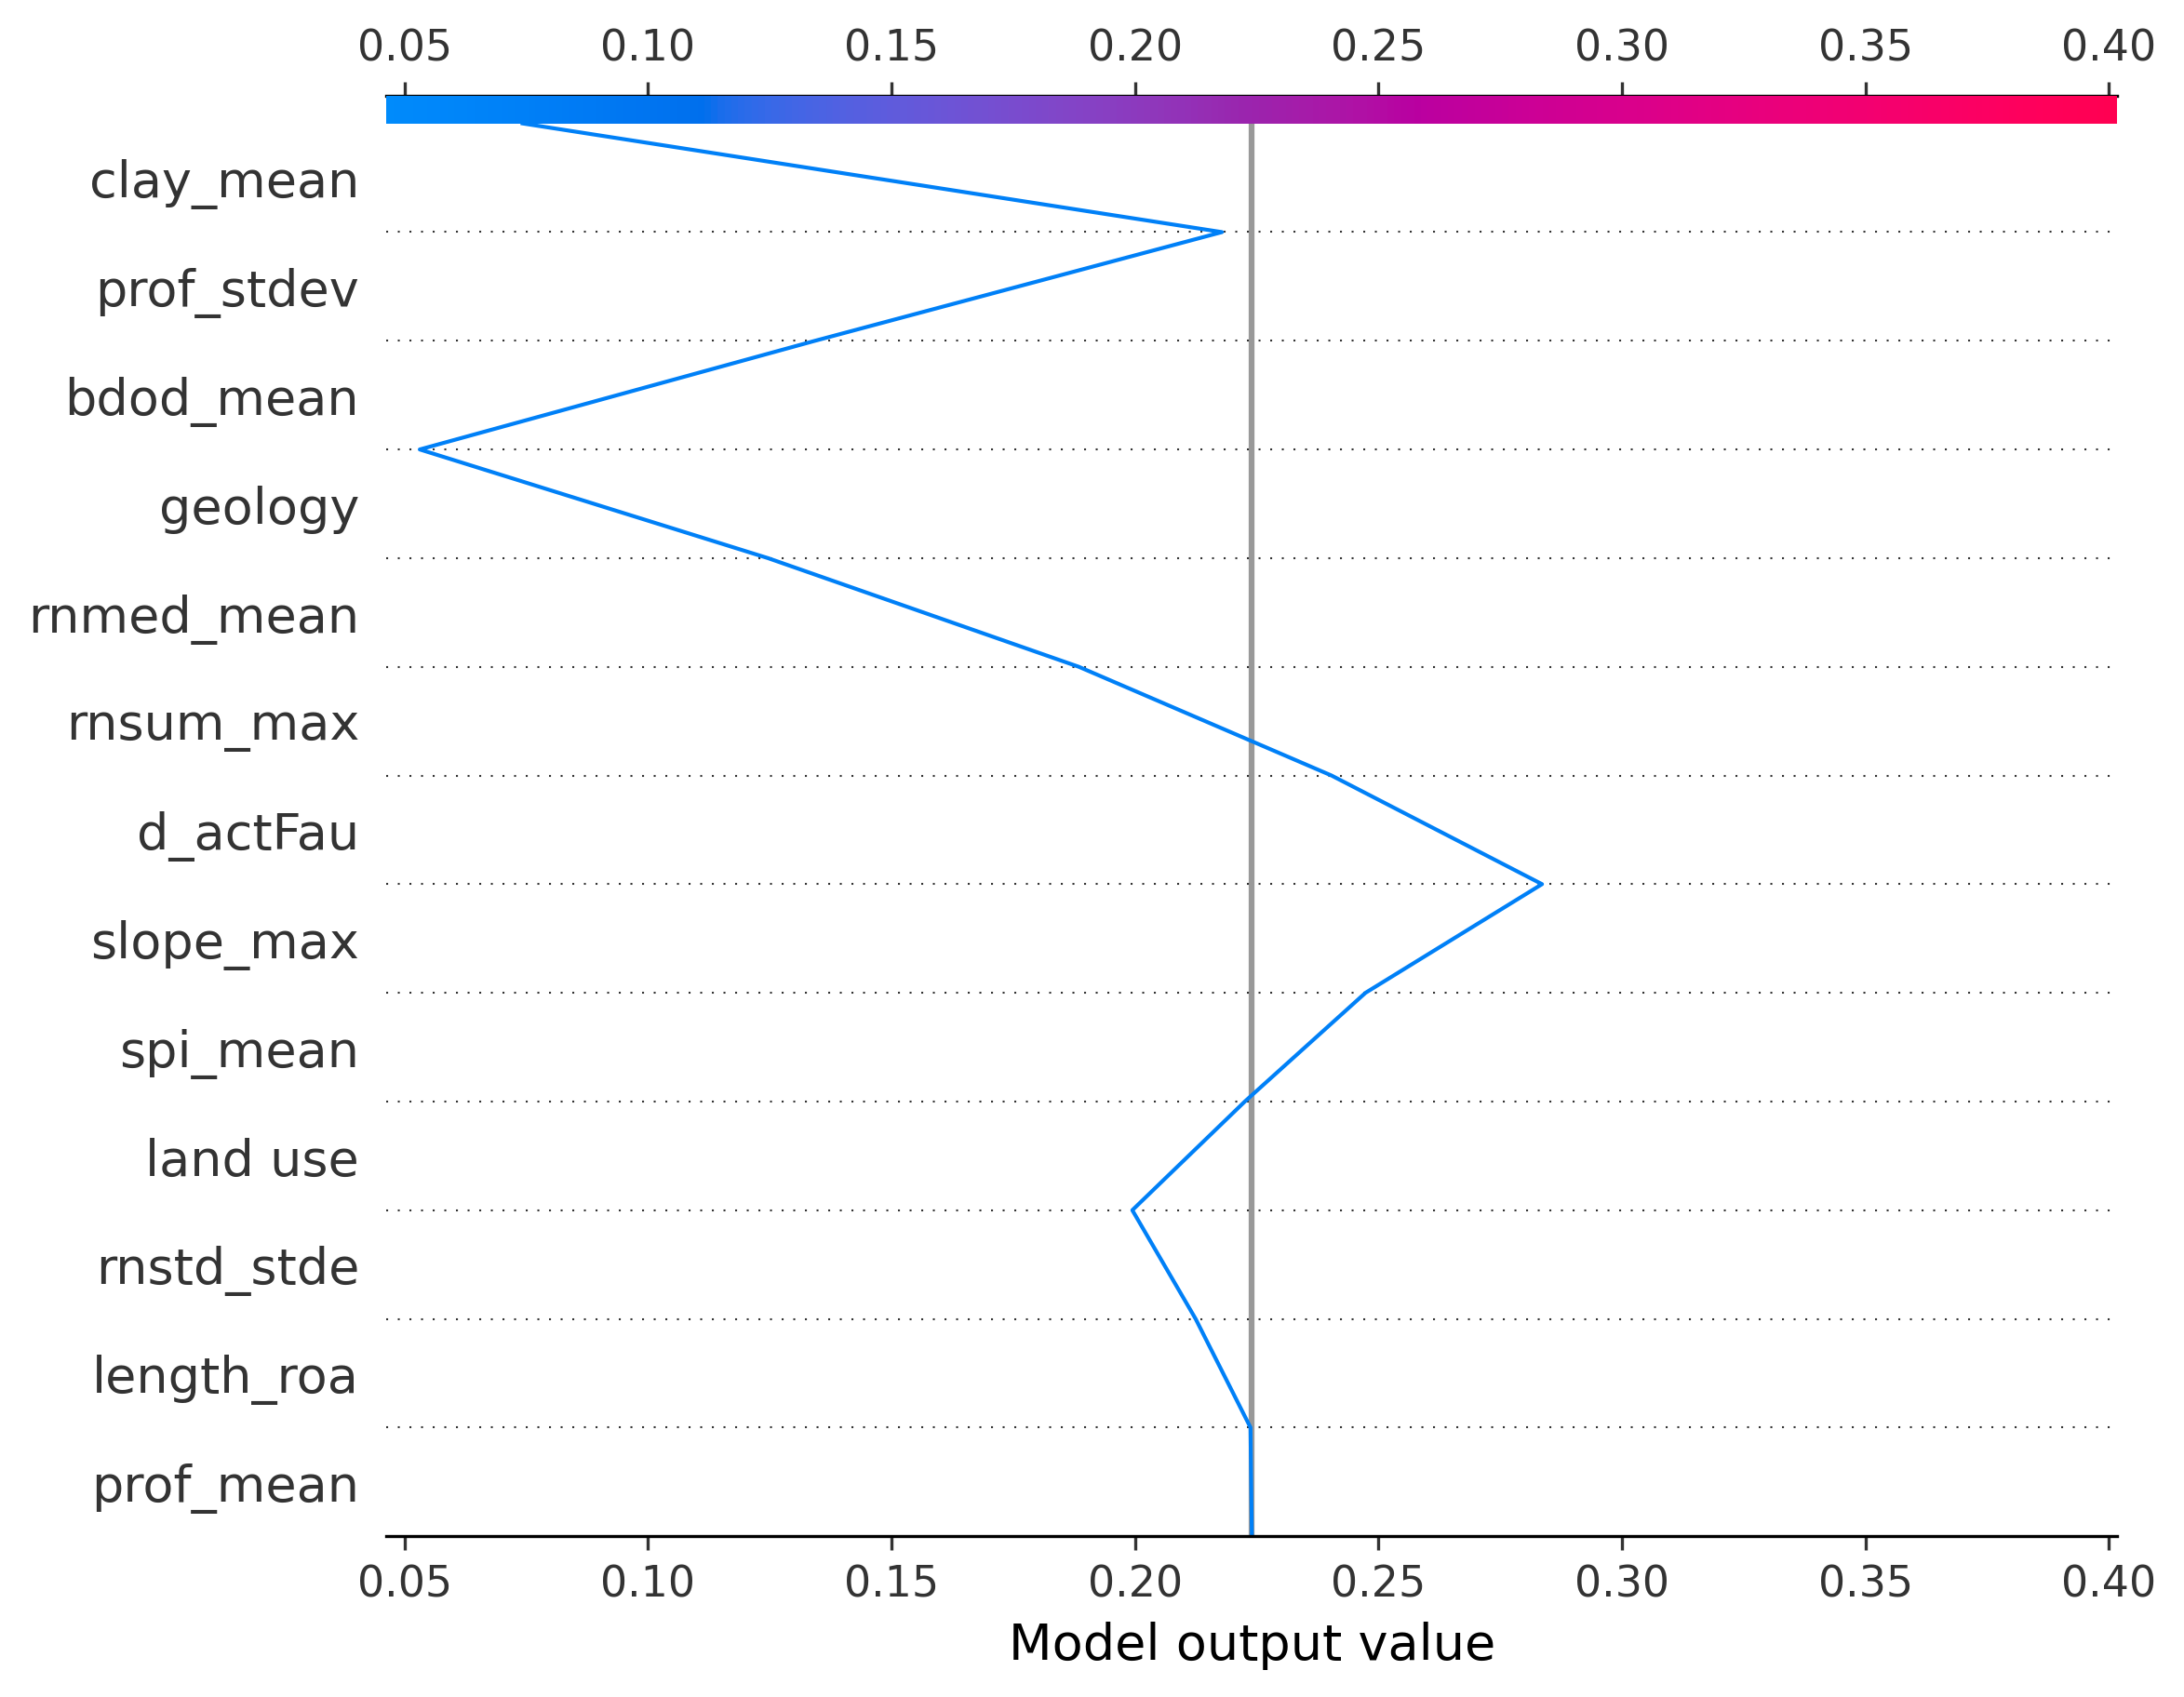 0.05 0.10 0.15 0.20 0.25 0.30 0.35 0.40
clay_mean
prof_stdev
bdod_mean
geology
rnmed_mean
rnsum_max
d_actFau
slope_max
spi_mean
land use
rnstd_stde
length_roa
prof_mean
0.05 0.10 0.15 0.20 0.25 0.30 0.35 0.40
Model output value